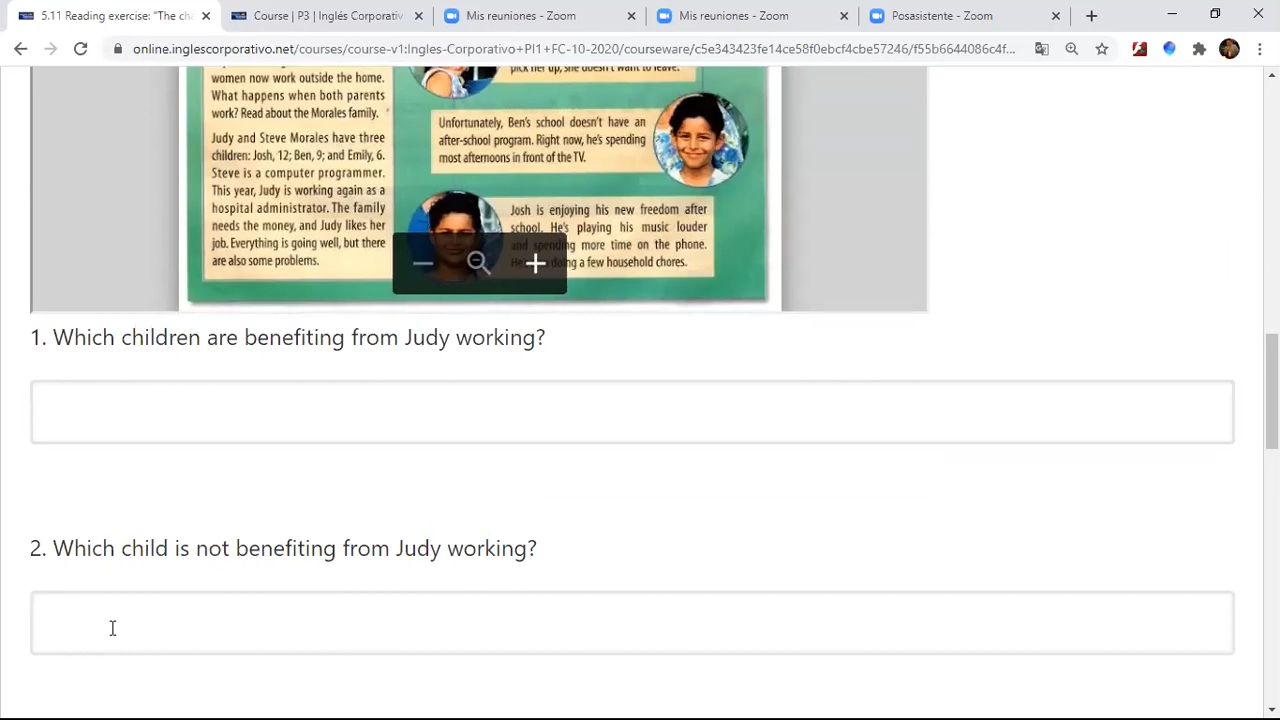 5.11 Reading exercise: "The ch
Course | P3 | Inglés Corporativ
Mis reuniones - Zoom
Mis reuniones - Zoom
Posasistente - Zoom
online.inglescorporativo.net/courses/course-v1:Ingles-Corporativo+PI1+FC-10-2020/courseware/c5e343423fe14ce58f0ebcf4cbe57246/f55b6644086c4f...
women now work outside the home.
What happens when both parents
work? Read about the Morales family.
Judy and Steve Morales have three
children: Josh, 12; Ben, 9; and Emily, 6.
Steve is a computer programmer.
This year, Judy is working again as a
hospital administrator. The family
needs the money, and Judy likes her
job. Everything is going well, but there
are also some problems.
pick her up, she doesn't want to leave.
Unfortunately, Ben's school doesn't have an
after-school program. Right now, he's spending
most afternoons in front of the TV.
Josh is enjoying his new freedom after
school. He's playing his music louder
and spending more time on the phone.
doing a few household chores.
1. Which children are benefiting from Judy working?
2. Which child is not benefiting from Judy working?